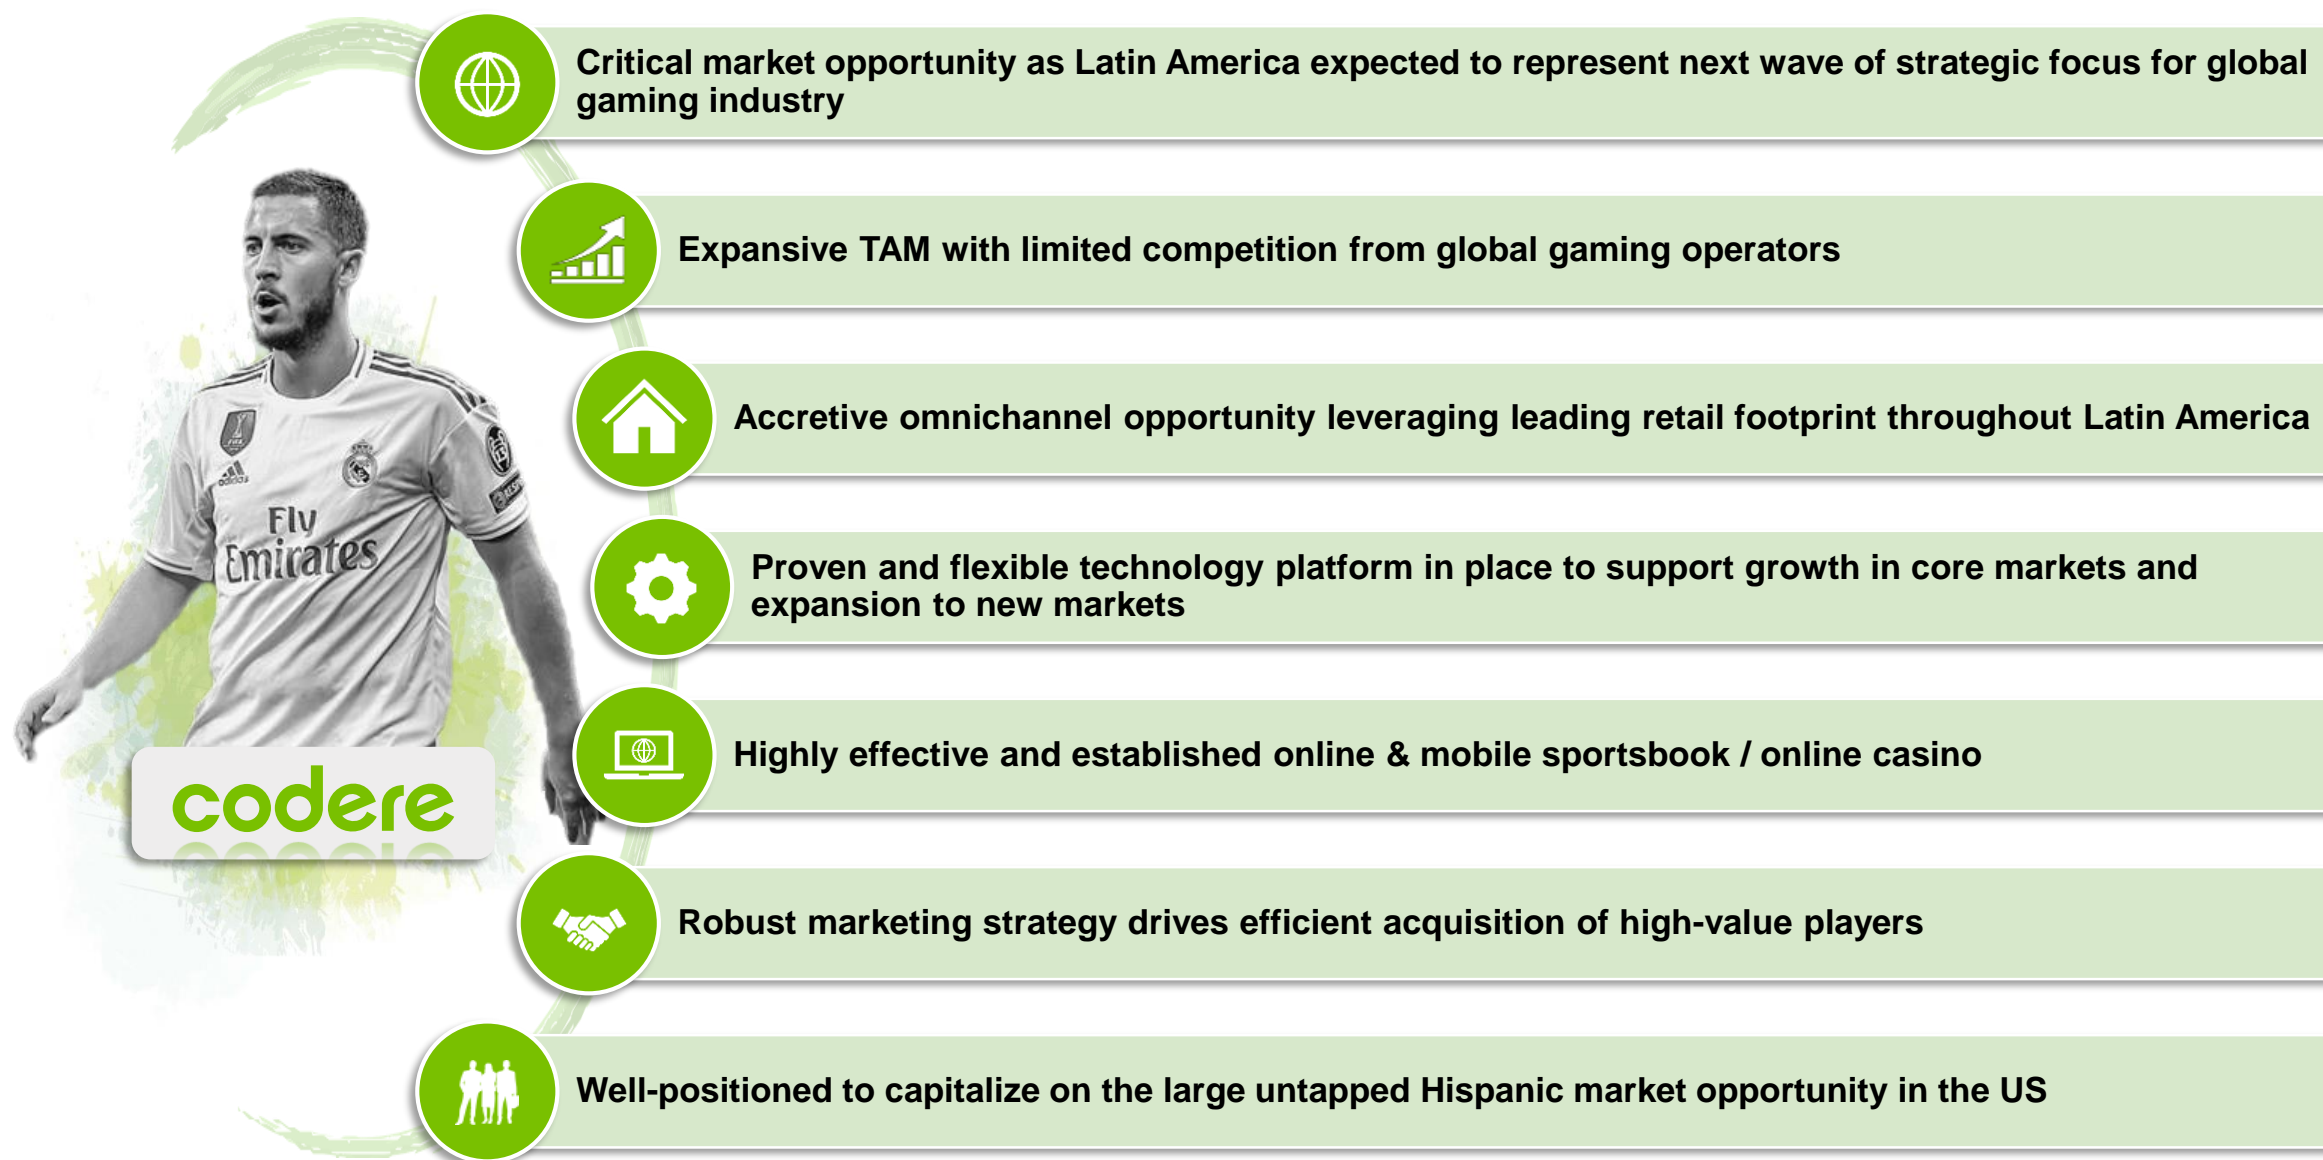 Critical market opportunity as Latin America expected to represent next wave of strategic focus for global
gaming industry
Expansive TAM with limited competition from global gaming operators
Accretive omnichannel opportunity leveraging leading retail footprint throughout Latin America
adidas
Fly
Emirates
Proven and flexible technology platform in place to support growth in core markets and
expansion to new markets
Highly effective and established online & mobile sportsbook / online casino
codere
Robust marketing strategy drives efficient acquisition of high-value players
Well-positioned to capitalize on the large untapped Hispanic market opportunity in the US